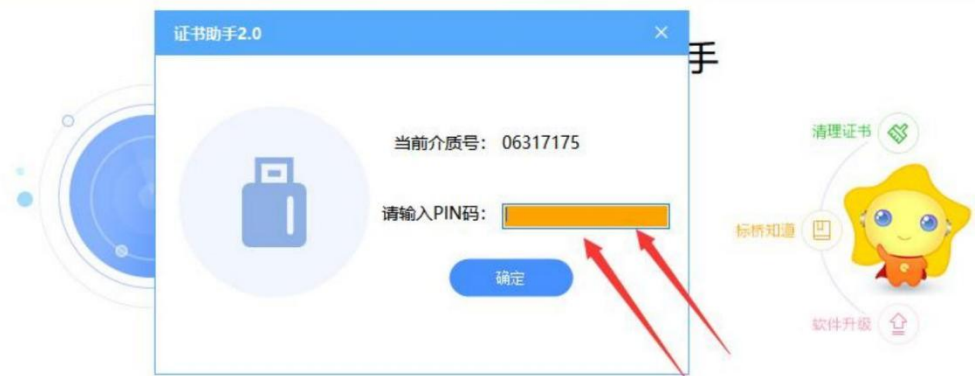 证书助手2.0
手
当前介质号： 06317175
请输入PIN码：
确定
清理证书
标桥知道
软件升级